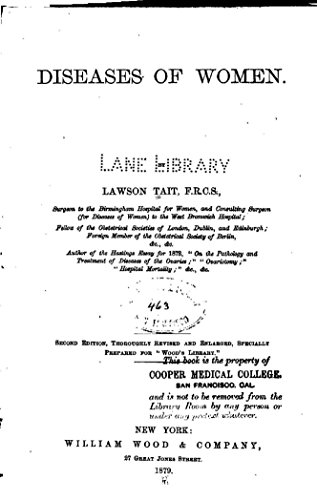 DISEASES OF WOMEN.
LANE LIBRARY
LAWSON TAIT, F.R.C.S.,
Surgeon to the Birmingham Hospital for Women, and Consulting Surgeon
(for Diseases of Women) to the West Bromwich Hospital;
Fellow of the Obstetrical Societies of London, Dublin, and Edinburgh;
Foreign Member of the Obstetrical Society of Berlin,
&c., &c.
Author of the Hastings Essay for 1873, "On the Pathology and
Treatment of Diseases of the Ovaries;" "Ovariotomy;"
"Hospital Mortality;" &c., &c.
463
SECOND EDITION, THOROUGHLY REVISED AND ENLARGED, SPECIALLY
PREPARED FOR "WOOD'S LIBRARY."
This book is the property of
COOPER MEDICAL COLLEGE.
SAN FRANCISCO, CAL.
and is not to be removed from the
Library Room by any person or
under any pretext whatever.
NEW YORK:
WILLIAM WOOD & COMPANY,
27 GREAT JONES STREET.
1879.